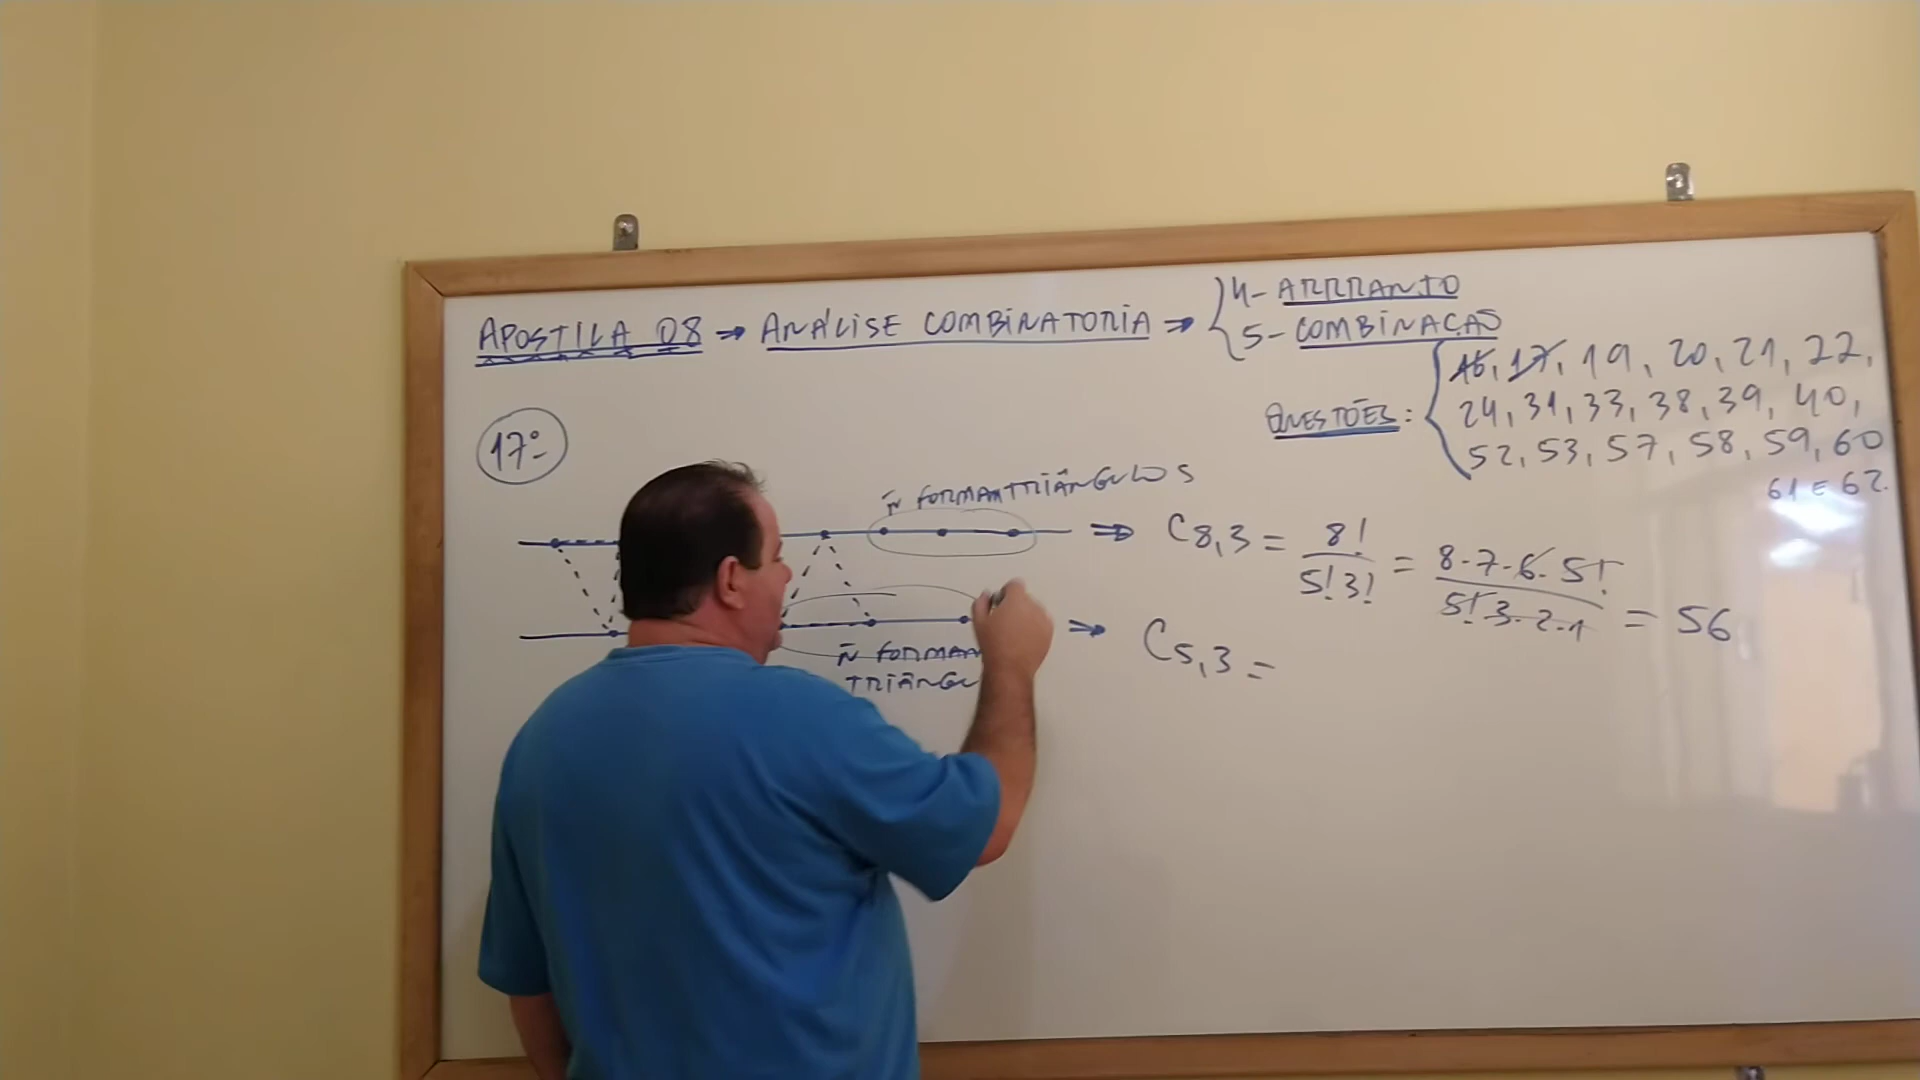 APOSTILA 08 ⇒ ANÁLISE COMBINATORIA ⇒ { 4- ARRRANJO
5- COMBINAÇÃO
QUESTÕES: { 16, 17, 19, 20, 21, 22,
24, 31, 33, 38, 39, 40,
52, 53, 57, 58, 59, 60
61 E 62.
17º
Ñ FORMAM TRIÂNGULOS
⇒ C8,3 = 8!/5!3! = 8·7·6·5!/5!3·2·1 = 56
⇒ C5,3 =
Ñ FORMAM
TRIÂNGU